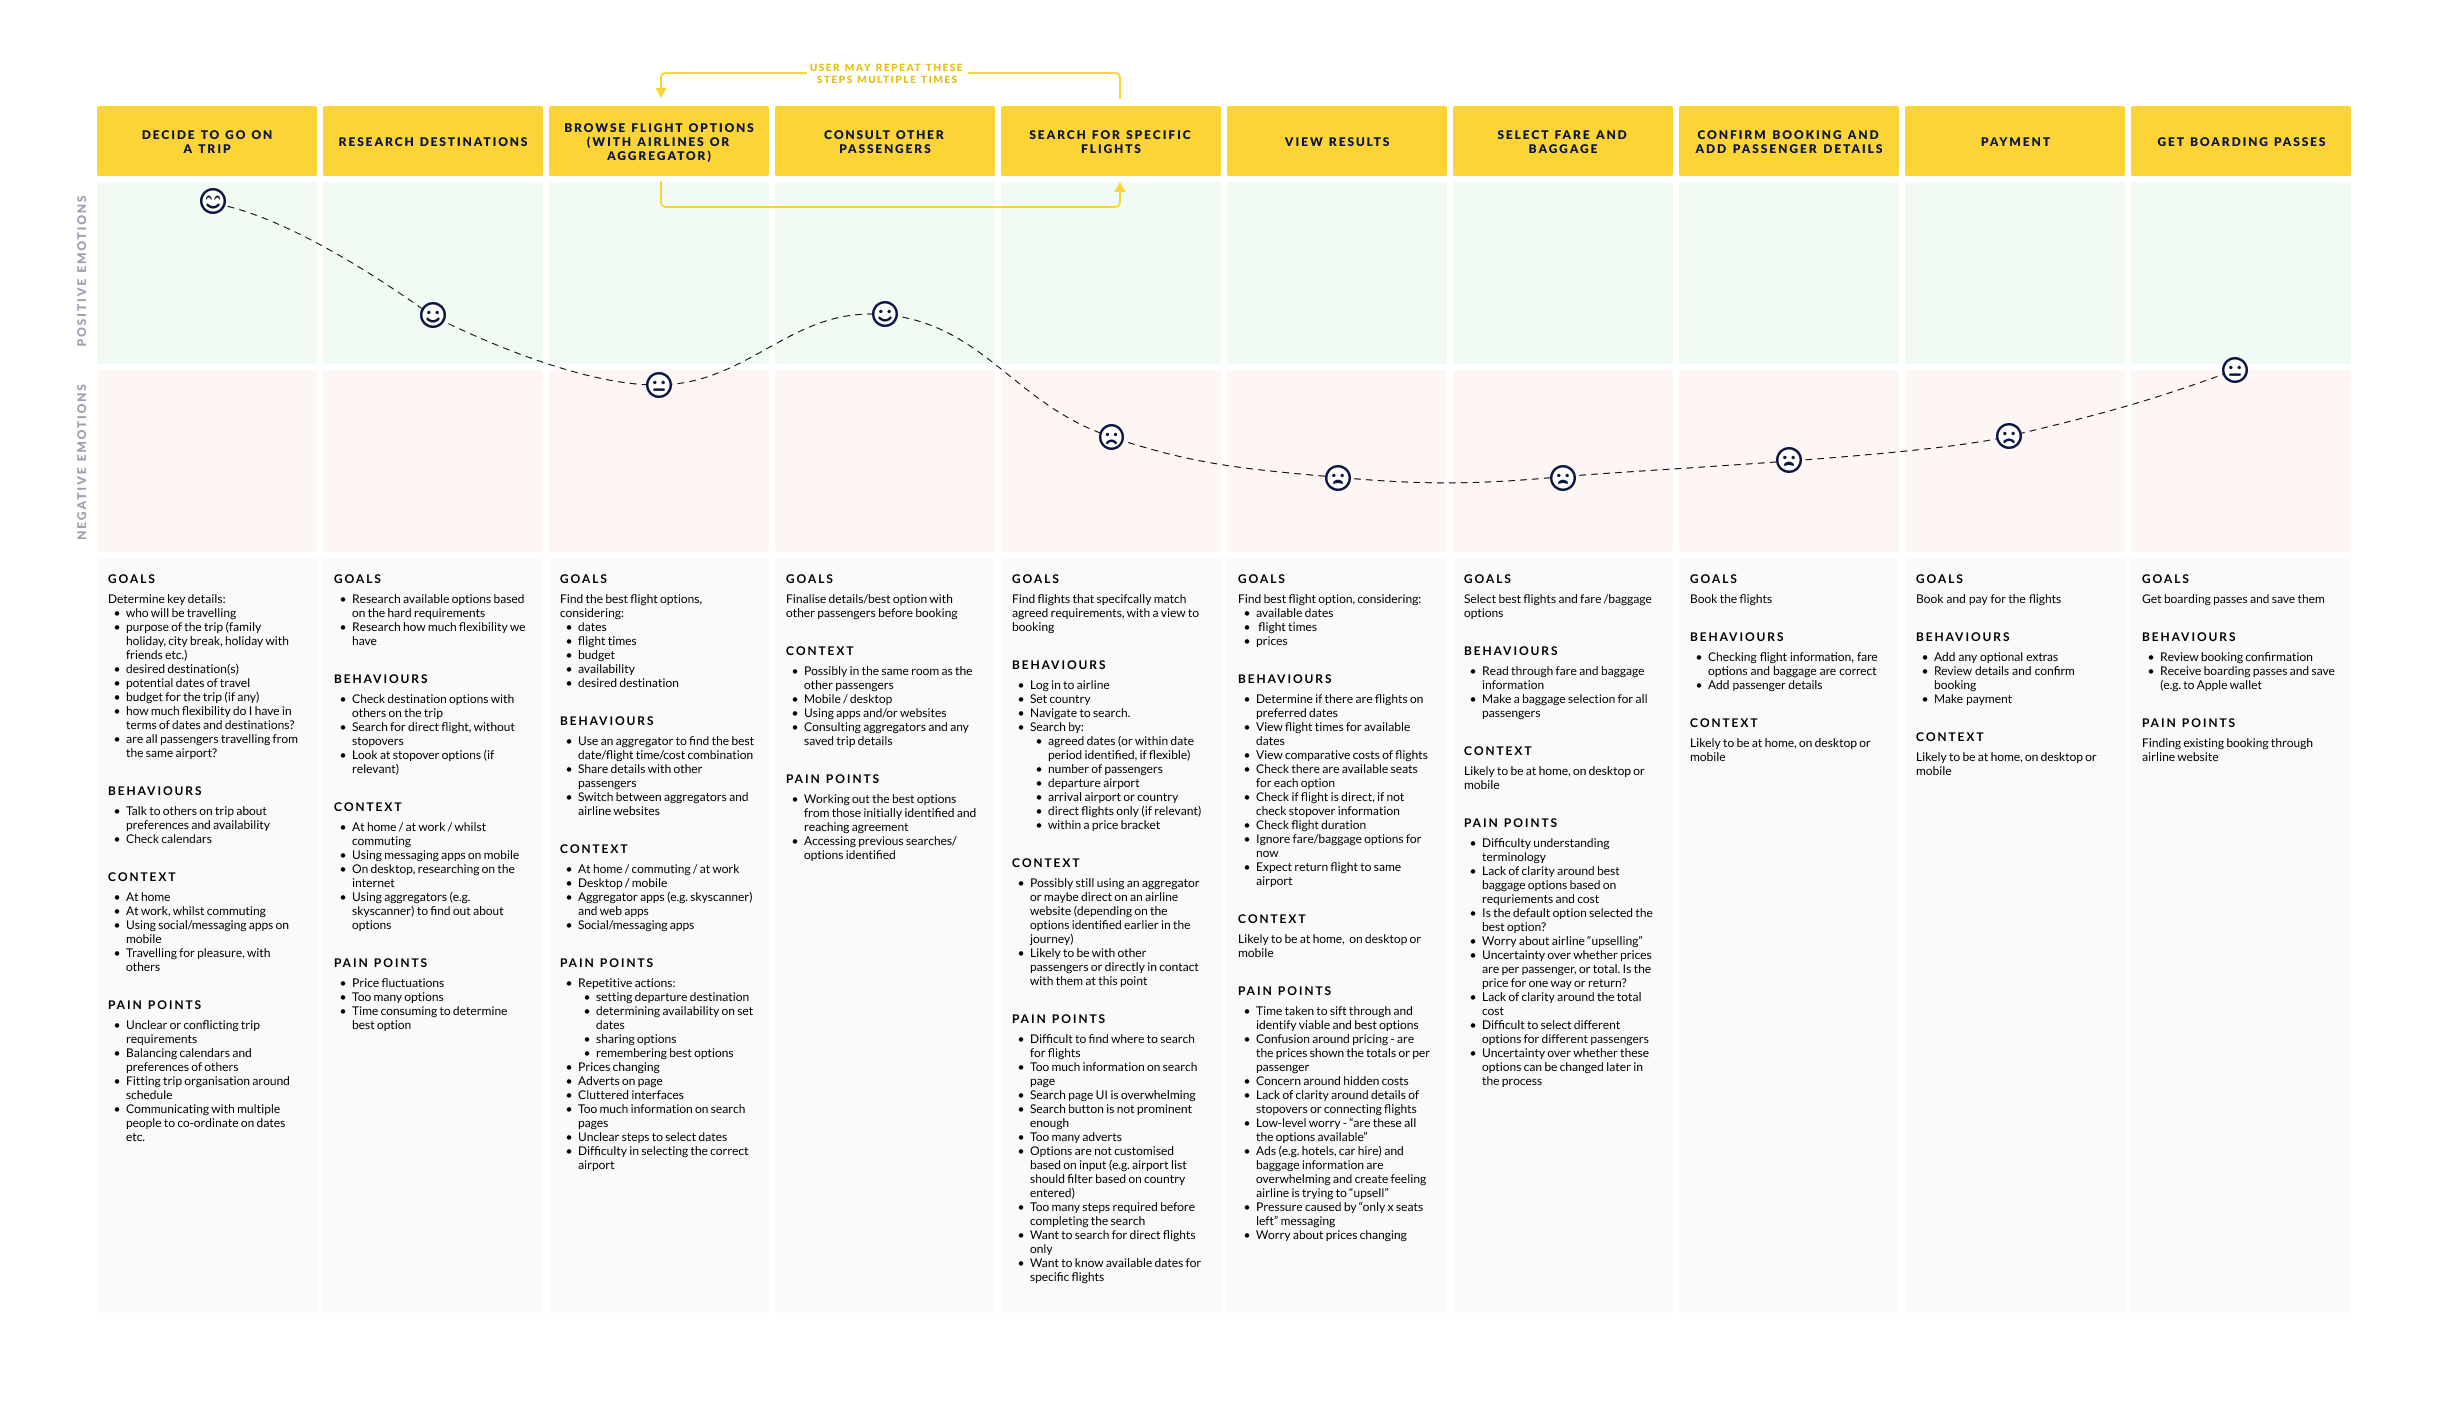 USER MAY REPEAT THESE
STEPS MULTIPLE TIMES
DECIDE TO GO ON
A TRIP
RESEARCH DESTINATIONS
BROWSE FLIGHT OPTIONS
(WITH AIRLINES OR
AGGREGATOR)
CONSULT OTHER
PASSENGERS
SEARCH FOR SPECIFIC
FLIGHTS
VIEW RESULTS
SELECT FARE AND
BAGGAGE
CONFIRM BOOKING AND
ADD PASSENGER DETAILS
PAYMENT
GET BOARDING PASSES
POSITIVE EMOTIONS
NEGATIVE EMOTIONS
GOALS
Determine key details:
• who will be travelling
• purpose of the trip (family
holiday, city break, holiday with
friends etc.)
• desired destination(s)
• potential dates of travel
• budget for the trip (if any)
• how much flexibility do I have in
terms of dates and destinations?
• are all passengers travelling from
the same airport?
BEHAVIOURS
• Talk to others on trip about
preferences and availability
• Check calendars
CONTEXT
• At home
• At work, whilst commuting
• Using social/messaging apps on
mobile
• Travelling for pleasure, with
others
PAIN POINTS
• Unclear or conflicting trip
requirements
• Balancing calendars and
preferences of others
• Fitting trip organisation around
schedule
• Communicating with multiple
people to co-ordinate on dates
etc.
GOALS
• Research available options based
on the hard requirements
• Research how much flexibility we
have
BEHAVIOURS
• Check destination options with
others on the trip
• Search for direct flight, without
stopovers
• Look at stopover options (if
relevant)
CONTEXT
• At home / at work / whilst
commuting
• Using messaging apps on mobile
• On desktop, researching on the
internet
• Using aggregators (e.g.
skyscanner) to find out about
options
PAIN POINTS
• Price fluctuations
• Too many options
• Time consuming to determine
best option
GOALS
Find the best flight options,
considering:
• dates
• flight times
• budget
• availability
• desired destination
BEHAVIOURS
• Use an aggregator to find the best
date/flight time/cost combination
• Share details with other
passengers
• Switch between aggregators and
airline websites
CONTEXT
• At home / commuting / at work
• Desktop / mobile
• Aggregator apps (e.g. skyscanner)
and web apps
• Social/messaging apps
PAIN POINTS
• Repetitive actions:
• setting departure destination
• determining availability on set
dates
• sharing options
• remembering best options
• Prices changing
• Adverts on page
• Cluttered interfaces
• Too much information on search
pages
• Unclear steps to select dates
• Difficulty in selecting the correct
airport
GOALS
Finalise details/best option with
other passengers before booking
CONTEXT
• Possibly in the same room as the
other passengers
• Mobile / desktop
• Using apps and/or websites
• Consulting aggregators and any
saved trip details
PAIN POINTS
• Working out the best options
from those initially identified and
reaching agreement
• Accessing previous searches/
options identified
GOALS
Find flights that specifcally match
agreed requirements, with a view to
booking
BEHAVIOURS
• Log in to airline
• Set country
• Navigate to search.
• Search by:
• agreed dates (or within date
period identified, if flexible)
• number of passengers
• departure airport
• arrival airport or country
• direct flights only (if relevant)
• within a price bracket
CONTEXT
• Possibly still using an aggregator
or maybe direct on an airline
website (depending on the
options identified earlier in the
journey)
• Likely to be with other
passengers or directly in contact
with them at this point
PAIN POINTS
• Difficult to find where to search
for flights
• Too much information on search
page
• Search page UI is overwhelming
• Search button is not prominent
enough
• Too many adverts
• Options are not customised
based on input (e.g. airport list
should filter based on country
entered)
• Too many steps required before
completing the search
• Want to search for direct flights
only
• Want to know available dates for
specific flights
GOALS
Find best flight option, considering:
• available dates
• flight times
• prices
BEHAVIOURS
• Determine if there are flights on
preferred dates
• View flight times for available
dates
• View comparative costs of flights
• Check there are available seats
for each option
• Check if flight is direct, if not
check stopover information
• Check flight duration
• Ignore fare/baggage options for
now
• Expect return flight to same
airport
CONTEXT
Likely to be at home, on desktop or
mobile
PAIN POINTS
• Time taken to sift through and
identify viable and best options
• Confusion around pricing - are
the prices shown the totals or per
passenger
• Concern around hidden costs
• Lack of clarity around details of
stopovers or connecting flights
• Low-level worry - “are these all
the options available”
• Ads (e.g. hotels, car hire) and
baggage information are
overwhelming and create feeling
airline is trying to “upsell”
• Pressure caused by “only x seats
left” messaging
• Worry about prices changing
GOALS
Select best flights and fare /baggage
options
BEHAVIOURS
• Read through fare and baggage
information
• Make a baggage selection for all
passengers
CONTEXT
Likely to be at home, on desktop or
mobile
PAIN POINTS
• Difficulty understanding
terminology
• Lack of clarity around best
baggage options based on
requriements and cost
• Is the default option selected the
best option?
• Worry about airline “upselling”
• Uncertainty over whether prices
are per passenger, or total. Is the
price for one way or return?
• Lack of clarity around the total
cost
• Difficult to select different
options for different passengers
• Uncertainty over whether these
options can be changed later in
the process
GOALS
Book the flights
BEHAVIOURS
• Checking flight information, fare
options and baggage are correct
• Add passenger details
CONTEXT
Likely to be at home, on desktop or
mobile
GOALS
Book and pay for the flights
BEHAVIOURS
• Add any optional extras
• Review details and confirm
booking
• Make payment
CONTEXT
Likely to be at home, on desktop or
mobile
GOALS
Get boarding passes and save them
BEHAVIOURS
• Review booking confirmation
• Receive boarding passes and save
(e.g. to Apple wallet
PAIN POINTS
Finding existing booking through
airline website